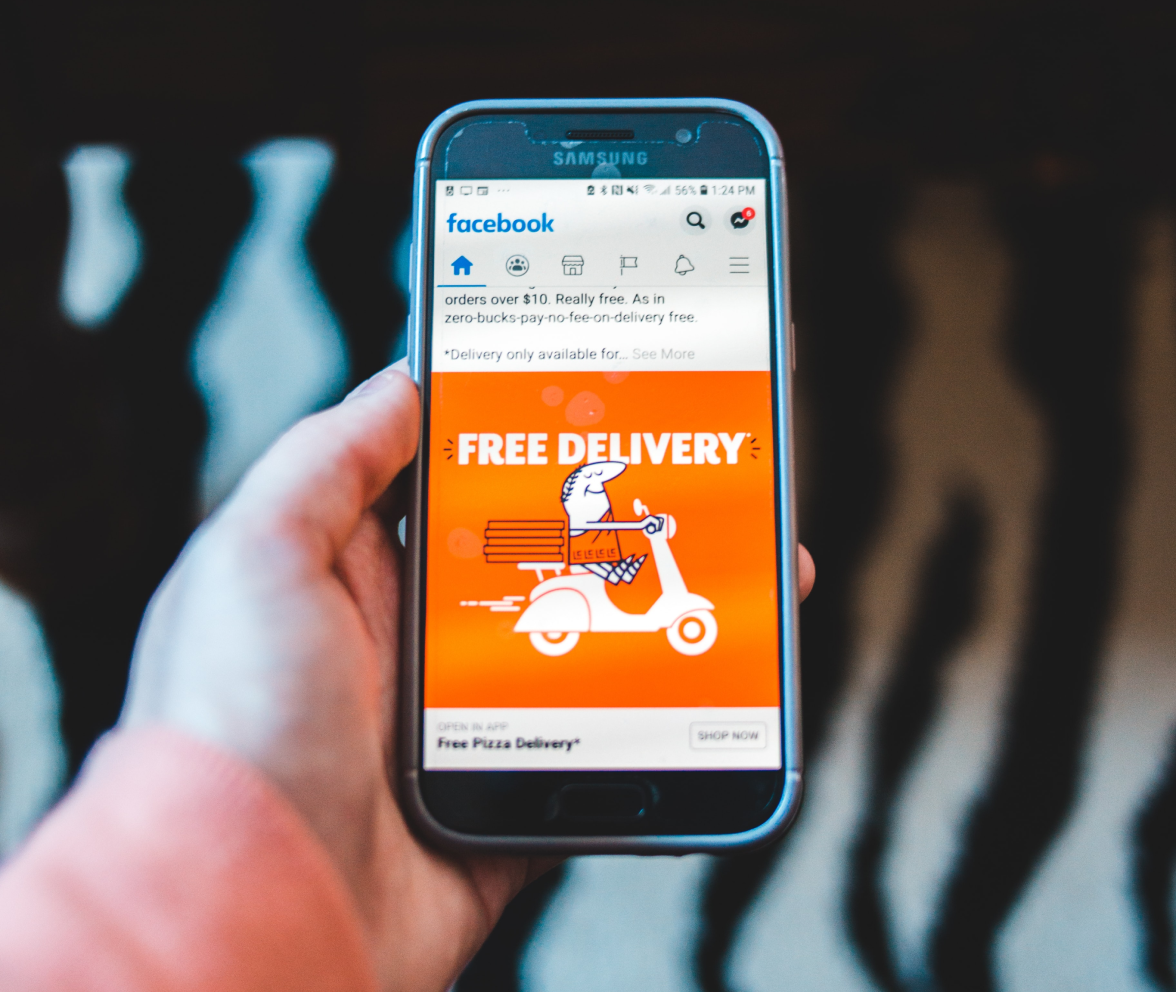 SAMSUNG
56% 1:24 PM
facebook
6
orders over $10. Really free. As in
zero-bucks-pay-no-fee-on-delivery free.
*Delivery only available for... See More
FREE DELIVERY*
OPEN IN APP
Free Pizza Delivery*
SHOP NOW